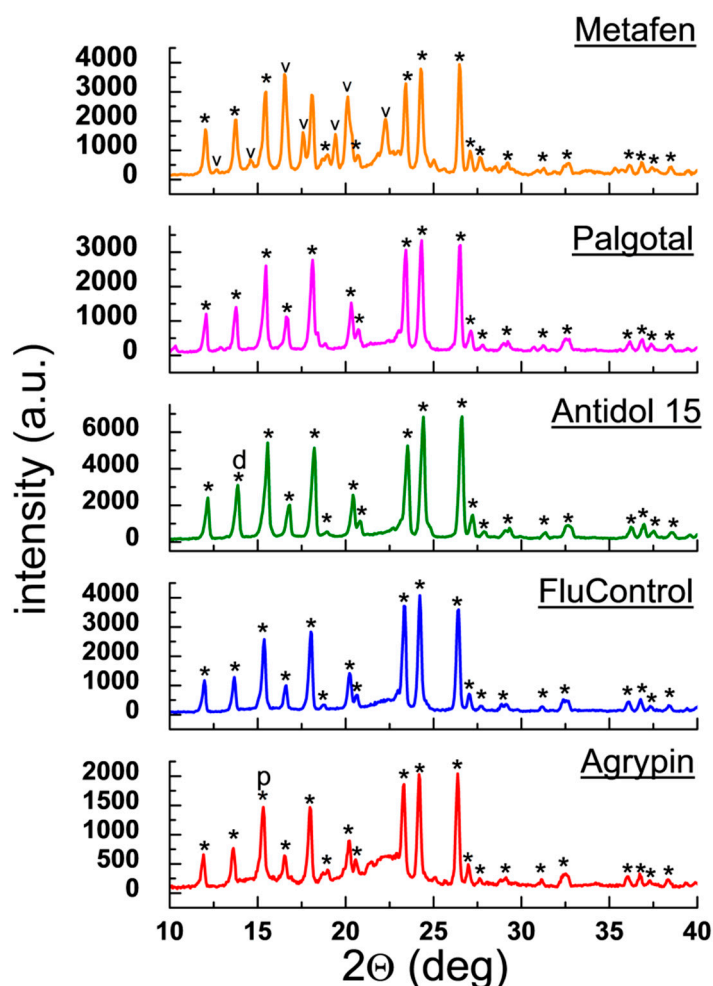 Metafen
4000
3000
2000
1000
0
* * v v * v v * * v v v * v * * * * * * * * * * * *
Palgotal
3000
2000
1000
0
* * * * * * * * * * * * * * * * * * *
Antidol 15
6000
4000
2000
0
d
* * * * * * * * * * * * * * * * * * * *
FluControl
4000
3000
2000
1000
0
* * * * * * * * * * * * * * * * * * * *
Agrypin
2000
1500
1000
500
0
p
* * * * * * * * * * * * * * * * * * * *
10 15 20 25 30 35 40
2Θ (deg)
intensity (a.u.)